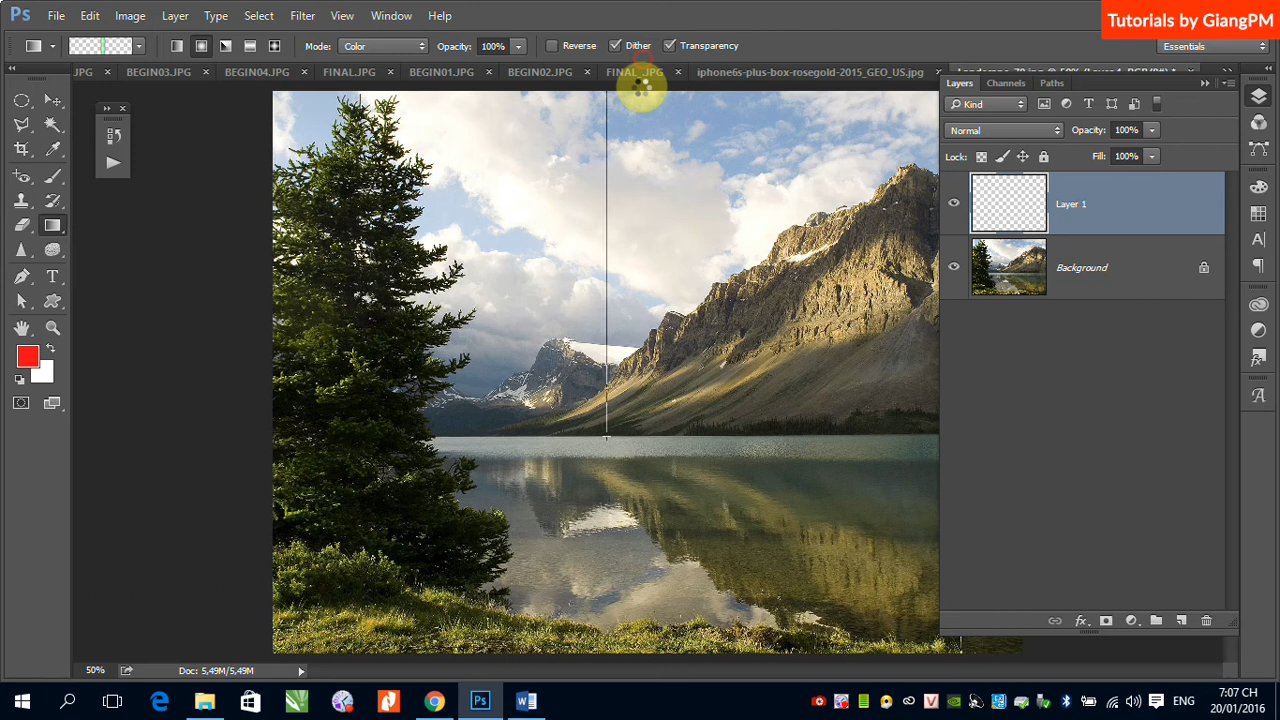 Ps File Edit Image Layer Type Select Filter View Window Help
Tutorials by GiangPM
Mode: Color Opacity: 100% Reverse Dither Transparency
Essentials
.JPG × BEGIN03.JPG × BEGIN04.JPG × FINAL.JPG × BEGIN01.JPG × BEGIN02.JPG × FINAL_.JPG × iphone6s-plus-box-rosegold-2015_GEO_US.jpg
Layers Channels Paths
Kind
Normal Opacity: 100%
Lock: Fill: 100%
Layer 1
Background
50% Doc: 5,49M/5,49M
ENG
7:07 CH
20/01/2016